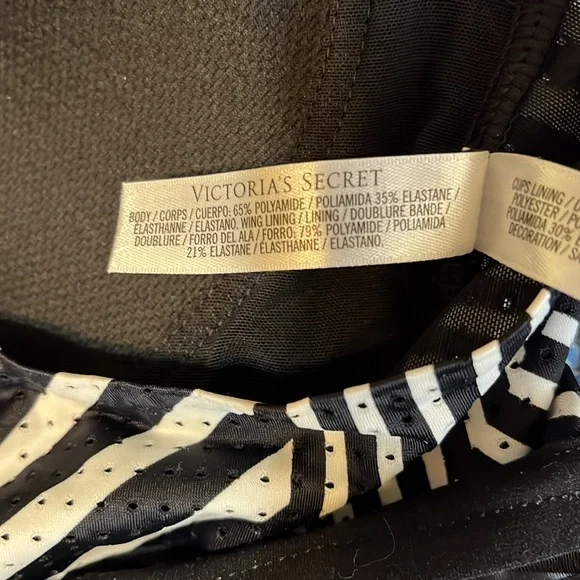 VICTORIA'S SECRET
BODY / CORPS / CUERPO: 65% POLYAMIDE / POLIAMIDA 35% ELASTANE /
ÉLASTHANNE / ELASTANO. WING LINING / LINING / DOUBLURE BANDE /
DOUBLURE / FORRO DEL ALA / FORRO: 79% POLYAMIDE / POLIAMIDA
21% ELASTANE / ÉLASTHANNE / ELASTANO.
CUPS LINING /
POLYESTER /
POLIAMIDA 30%
DECORATION /